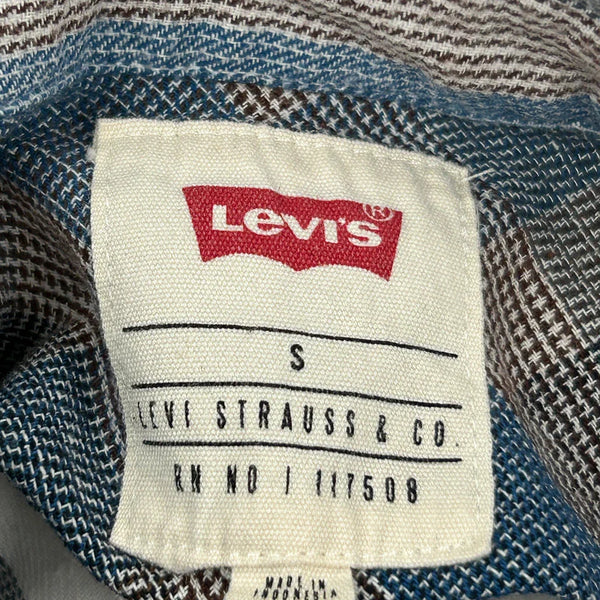 Levi's®
S
LEVI STRAUSS & CO.
RN NO / 117508
MADE IN
INDONESIA